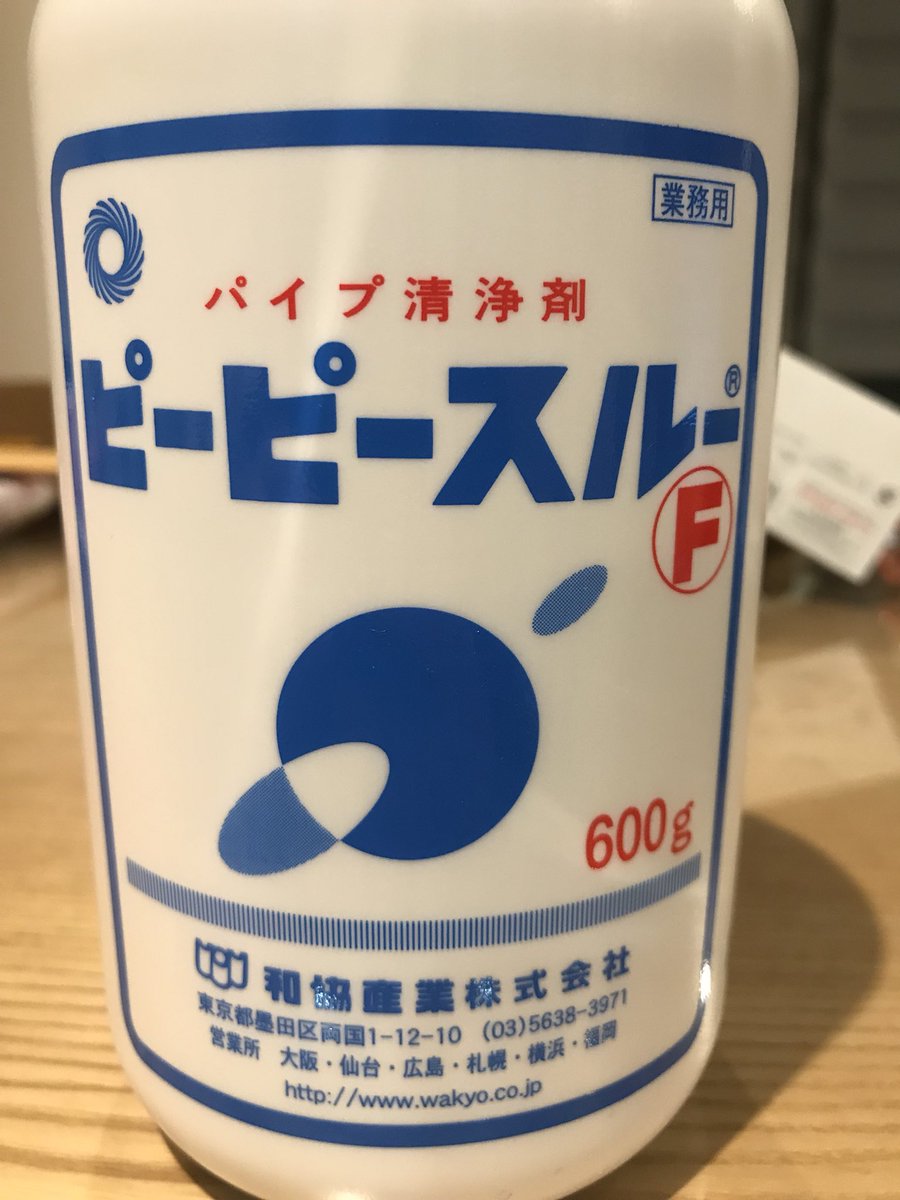 業務用
パイプ清浄剤
ピーピースルー®
F
600g
和協産業株式会社
東京都墨田区両国1-12-10 (03)5638-3971
営業所 大阪・仙台・広島・札幌・横浜・福岡
http://www.wakyo.co.jp